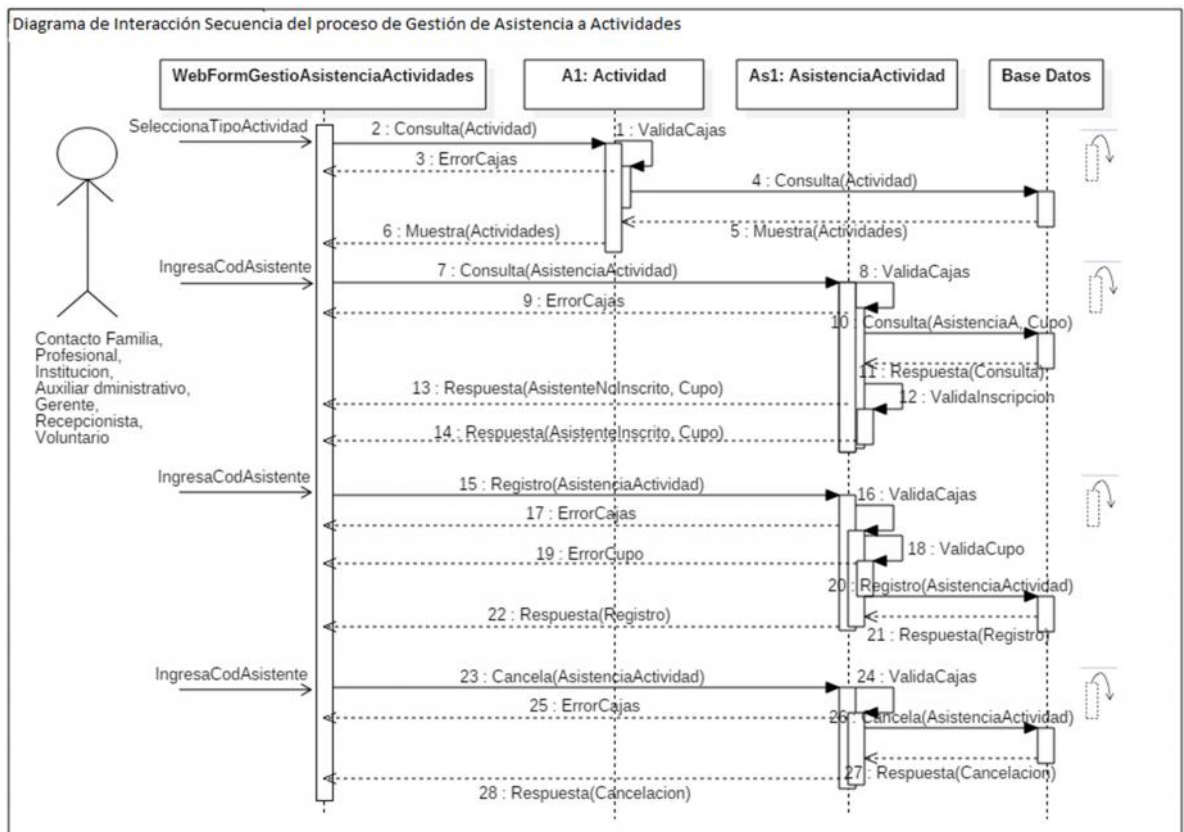 Diagrama de Interacción Secuencia del proceso de Gestión de Asistencia a Actividades
WebFormGestioAsistenciaActividades
A1: Actividad
As1: AsistenciaActividad
Base Datos
SeleccionaTipoActividad
2 : Consulta(Actividad)
1 : ValidaCajas
3 : ErrorCajas
4 : Consulta(Actividad)
5 : Muestra(Actividades)
6 : Muestra(Actividades)
IngresaCodAsistente
7 : Consulta(AsistenciaActividad)
8 : ValidaCajas
9 : ErrorCajas
10 : Consulta(AsistenciaA, Cupo)
11 : Respuesta(Consulta)
12 : ValidaInscripcion
13 : Respuesta(AsistenteNoInscrito, Cupo)
14 : Respuesta(AsistenteInscrito, Cupo)
Contacto Familia,
Profesional,
Institucion,
Auxiliar dministrativo,
Gerente,
Recepcionista,
Voluntario
IngresaCodAsistente
15 : Registro(AsistenciaActividad)
16 : ValidaCajas
17 : ErrorCajas
18 : ValidaCupo
19 : ErrorCupo
20 : Registro(AsistenciaActividad)
21 : Respuesta(Registro)
22 : Respuesta(Registro)
IngresaCodAsistente
23 : Cancela(AsistenciaActividad)
24 : ValidaCajas
25 : ErrorCajas
26 : Cancela(AsistenciaActividad)
27 : Respuesta(Cancelacion)
28 : Respuesta(Cancelacion)